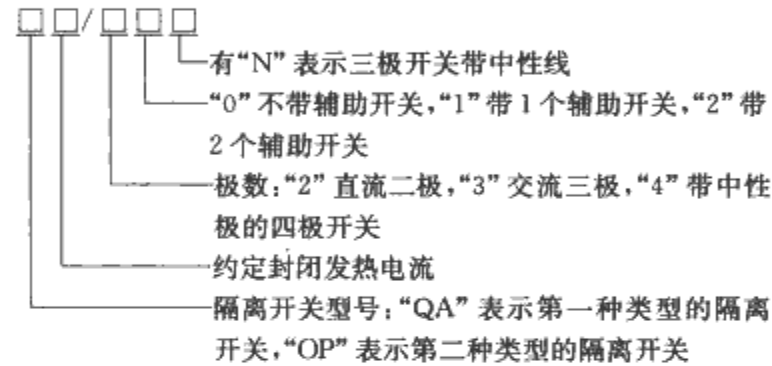 □□/□□□
有“N”表示三极开关带中性线
“0”不带辅助开关，“1”带1个辅助开关，“2”带
2个辅助开关
极数：“2”直流二极，“3”交流三极，“4”带中性
极的四极开关
约定封闭发热电流
隔离开关型号：“QA”表示第一种类型的隔离
开关，“OP”表示第二种类型的隔离开关